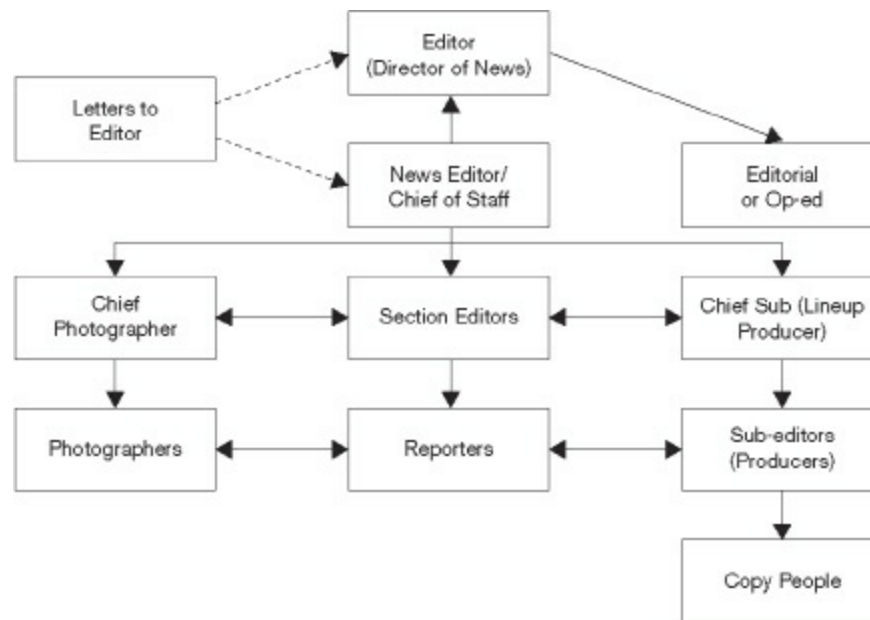 Editor
(Director of News)
Letters to
Editor
News Editor/
Chief of Staff
Editorial
or Op-ed
Chief
Photographer
Section Editors
Chief Sub (Lineup
Producer)
Photographers
Reporters
Sub-editors
(Producers)
Copy People